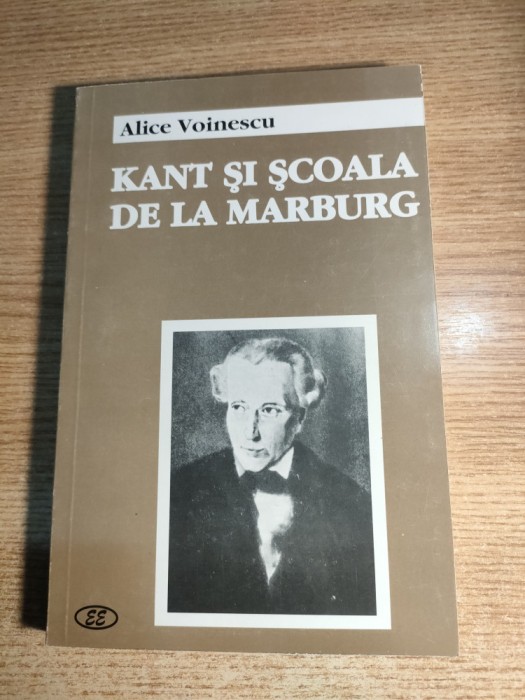 Alice Voinescu
KANT ŞI ŞCOALA
DE LA MARBURG
EE